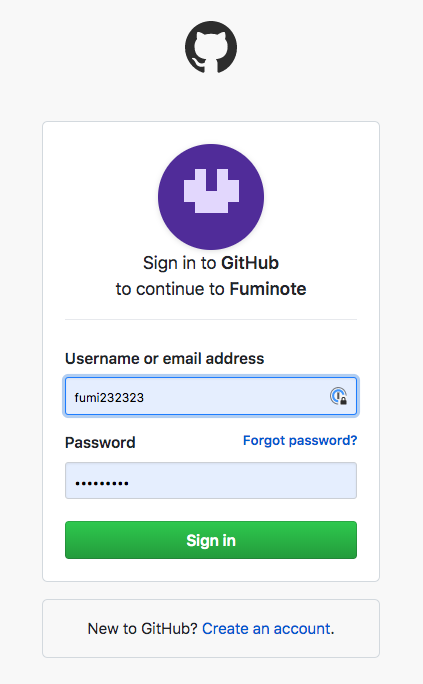 Sign in to GitHub
to continue to Fuminote
Username or email address
fumi232323
Password Forgot password?
•••••••••
Sign in
New to GitHub? Create an account.